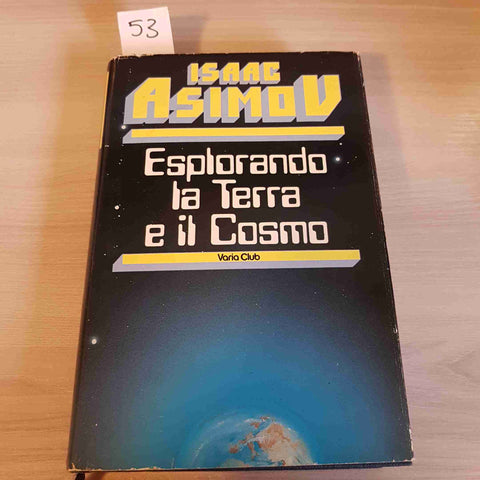 53
ISAAC
ASIMOV
Esplorando
la Terra
e il Cosmo
Varia Club